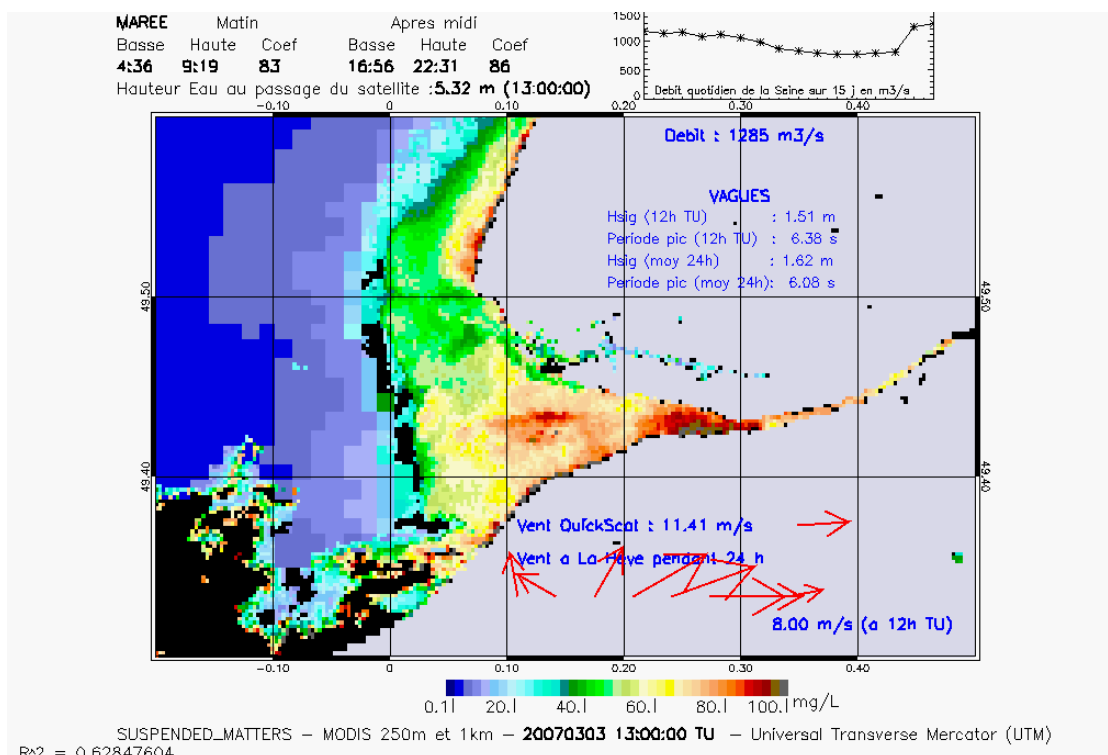 MAREE Matin Apres midi
Basse Haute Coef Basse Haute Coef
4:36 9:19 83 16:56 22:31 86
Hauteur Eau au passage du satellite :5.32 m (13:00:00)
1500
1000
500
0
Debit quotidien de la Seine sur 15 j en m3/s
-0.10 0 0.10 0.20 0.30 0.40
Debit : 1285 m3/s
VAGUES
Hsig (12h TU) : 1.51 m
Periode pic (12h TU) : 6.38 s
Hsig (moy 24h) : 1.62 m
Periode pic (moy 24h): 6.08 s
49.50 49.50
49.40 49.40
Vent QuickScat : 11.41 m/s
Vent a La Heve pendant 24 h
8.00 m/s (a 12h TU)
-0.10 0 0.10 0.20 0.30 0.40
0.1| 20.| 40.| 60.| 80.| 100.| mg/L
SUSPENDED_MATTERS - MODIS 250m et 1km - 20070303 13:00:00 TU - Universal Transverse Mercator (UTM)
R^2 = 0.62847604